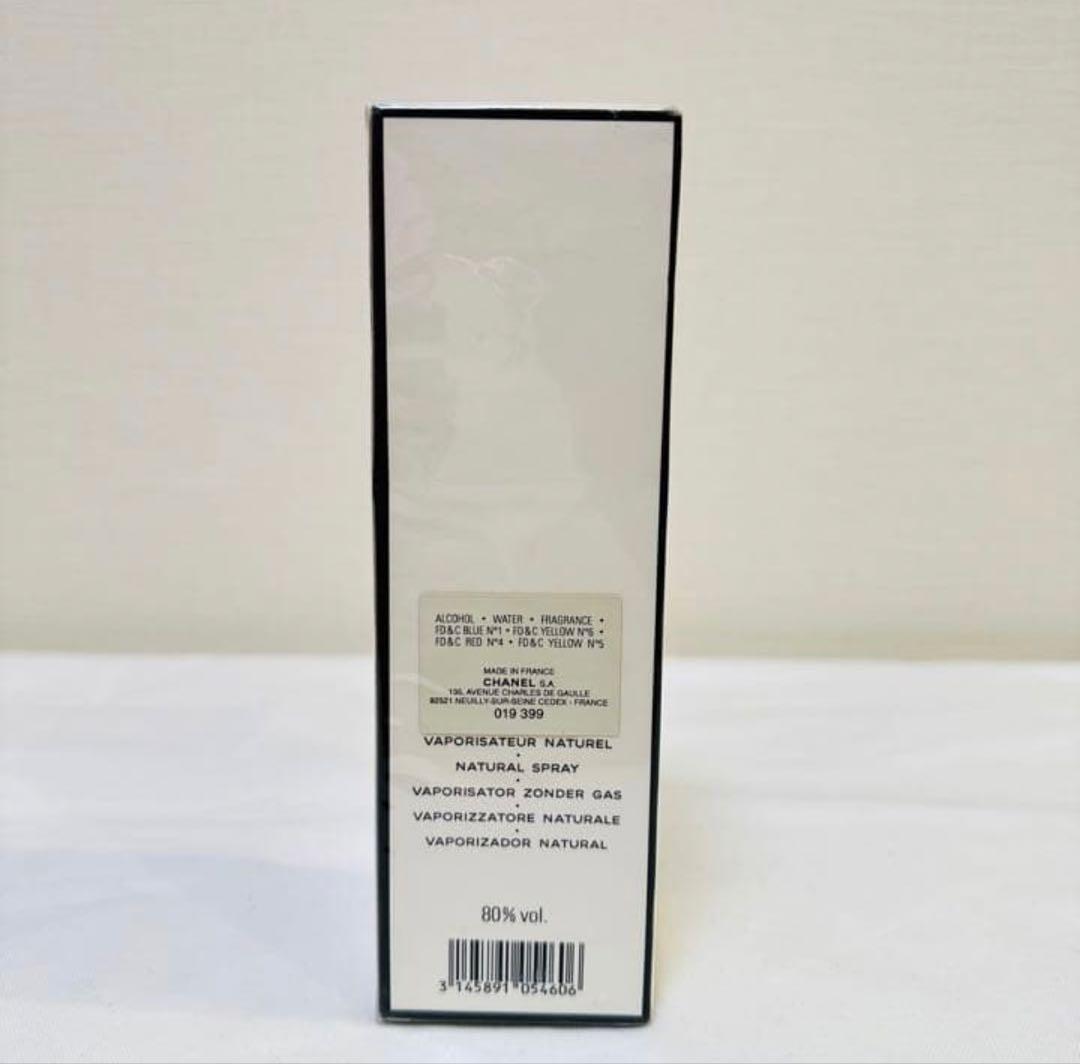 ALCOHOL • WATER • FRAGRANCE •
FD&C BLUE N°1 • FD&C YELLOW N°6 •
FD&C RED N°4 • FD&C YELLOW N°5
MADE IN FRANCE
CHANEL S.A.
135, AVENUE CHARLES DE GAULLE
92521 NEUILLY-SUR-SEINE CEDEX - FRANCE
019 399
VAPORISATEUR NATUREL
•
NATURAL SPRAY
•
VAPORISATOR ZONDER GAS
•
VAPORIZZATORE NATURALE
•
VAPORIZADOR NATURAL
80% vol.
3 145891 054606